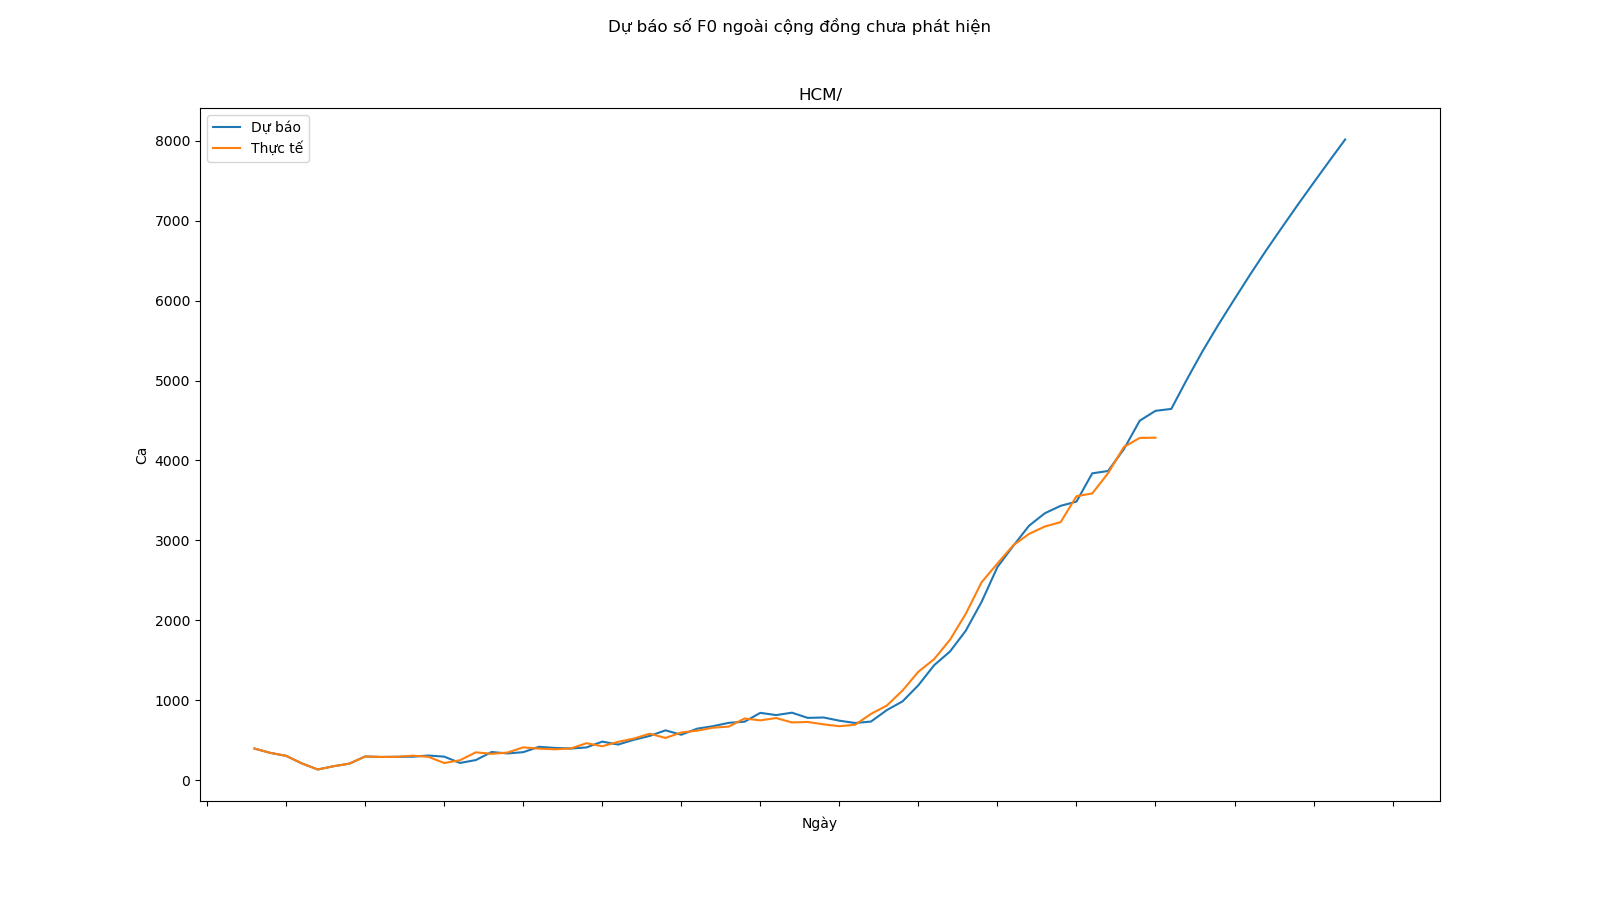 Dự báo số F0 ngoài cộng đồng chưa phát hiện
HCM/
Dự báo
Thực tế
8000
7000
6000
5000
4000
3000
2000
1000
0
Ca
Ngày